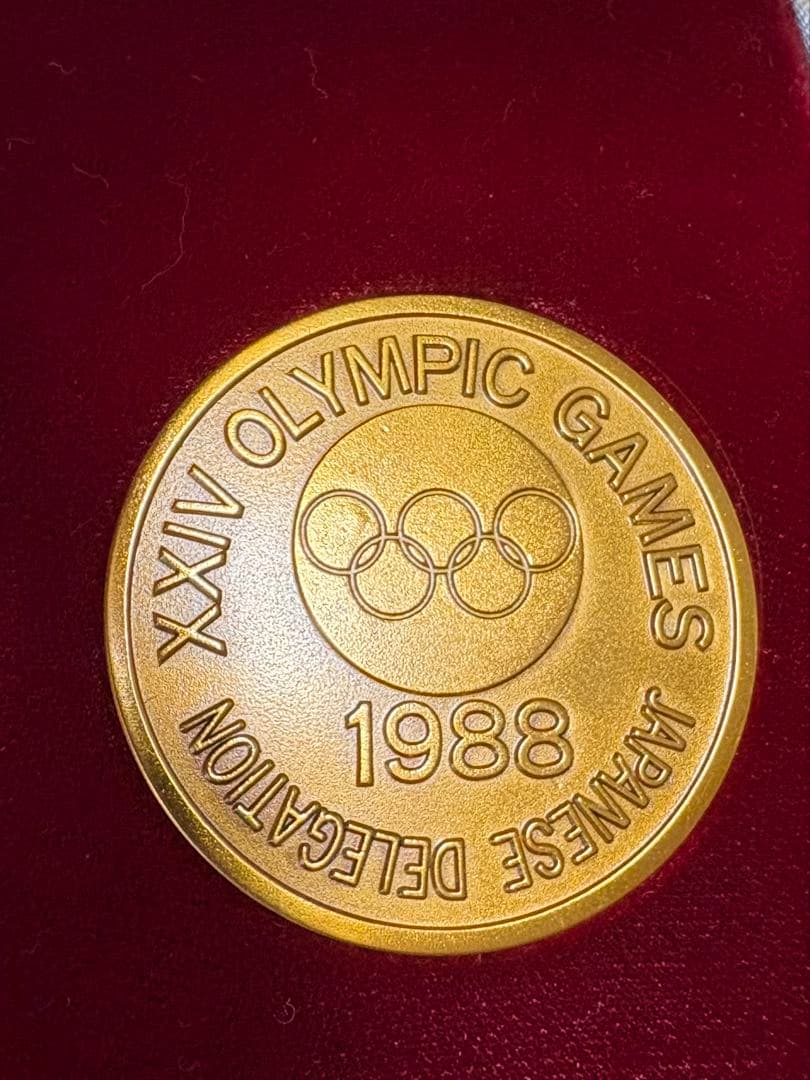 XXIV OLYMPIC GAMES
1988
JAPANESE DELEGATION